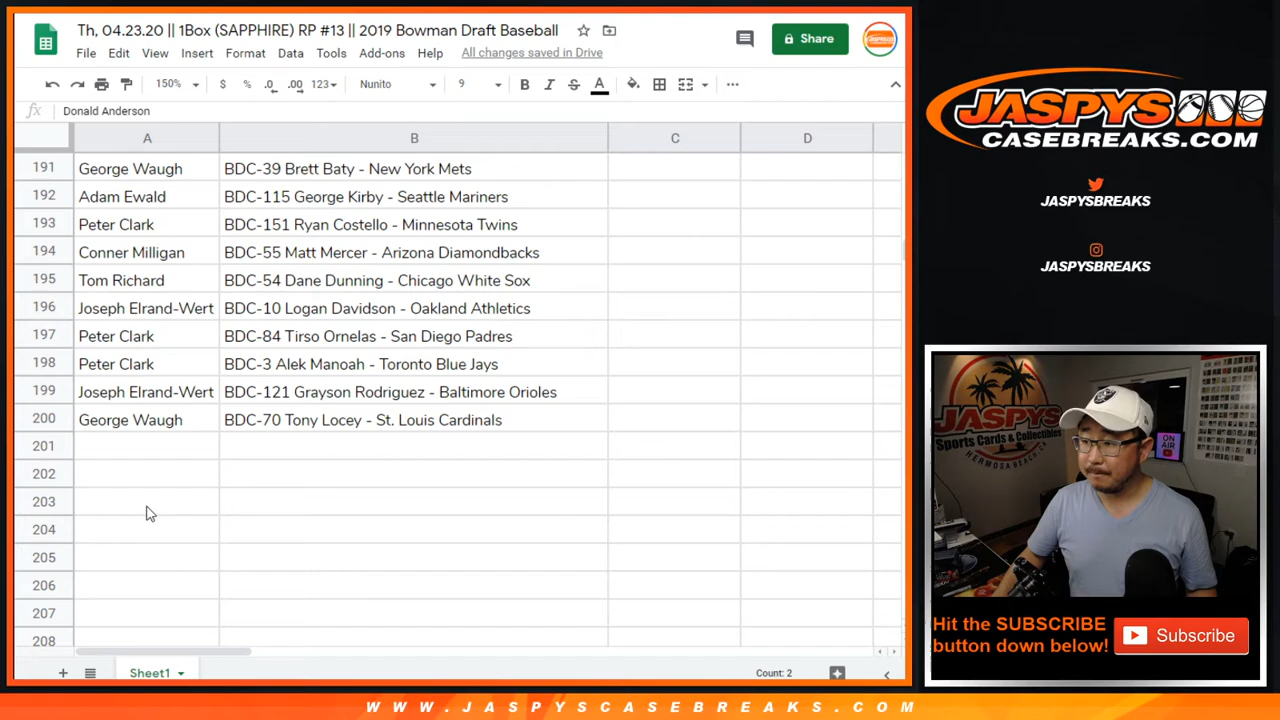 Th, 04.23.20 || 1Box (SAPPHIRE) RP #13 || 2019 Bowman Draft Baseball
File Edit View Insert Format Data Tools Add-ons Help All changes saved in Drive
Share
150% $ % .0 .00 123 Nunito 9 B I S A
fx Donald Anderson
A B C D
191 George Waugh BDC-39 Brett Baty - New York Mets
192 Adam Ewald BDC-115 George Kirby - Seattle Mariners
193 Peter Clark BDC-151 Ryan Costello - Minnesota Twins
194 Conner Milligan BDC-55 Matt Mercer - Arizona Diamondbacks
195 Tom Richard BDC-54 Dane Dunning - Chicago White Sox
196 Joseph Elrand-Wert BDC-10 Logan Davidson - Oakland Athletics
197 Peter Clark BDC-84 Tirso Ornelas - San Diego Padres
198 Peter Clark BDC-3 Alek Manoah - Toronto Blue Jays
199 Joseph Elrand-Wert BDC-121 Grayson Rodriguez - Baltimore Orioles
200 George Waugh BDC-70 Tony Locey - St. Louis Cardinals
201
202
203
204
205
206
207
208
Sheet1
Count: 2
JASPYS
CASEBREAKS.COM
JASPYSBREAKS
JASPYSBREAKS
JASPYS
Sports Cards & Collectibles
HERMOSA BEACH, CA
ON AIR
Hit the SUBSCRIBE
button down below!
Subscribe
WWW.JASPYSCASEBREAKS.COM